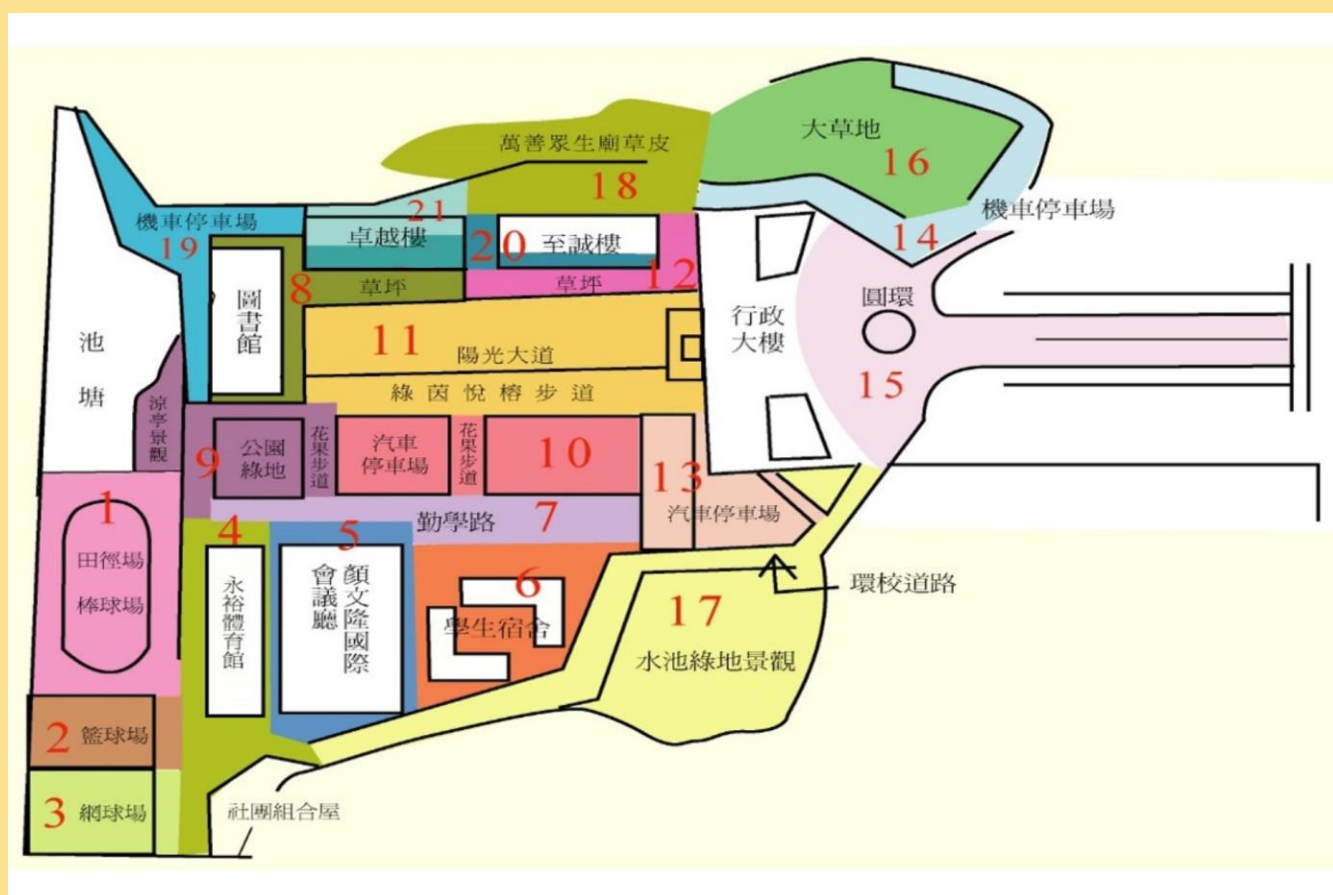 萬善眾生廟草皮
18
大草地
16
機車停車場
14
機車停車場
19
21
卓越樓
20
至誠樓
12
圖書館
8
草坪
草坪
池塘
11
陽光大道
綠茵悅榕步道
行政
大樓
圓環
15
涼亭景觀
9
公園
綠地
花果步道
汽車
停車場
花果步道
10
13
汽車停車場
1
田徑場
棒球場
4
永裕體育館
5
顏文隆國際
會議廳
勤學路
7
6
學生宿舍
環校道路
17
水池綠地景觀
2
籃球場
3
網球場
社團組合屋